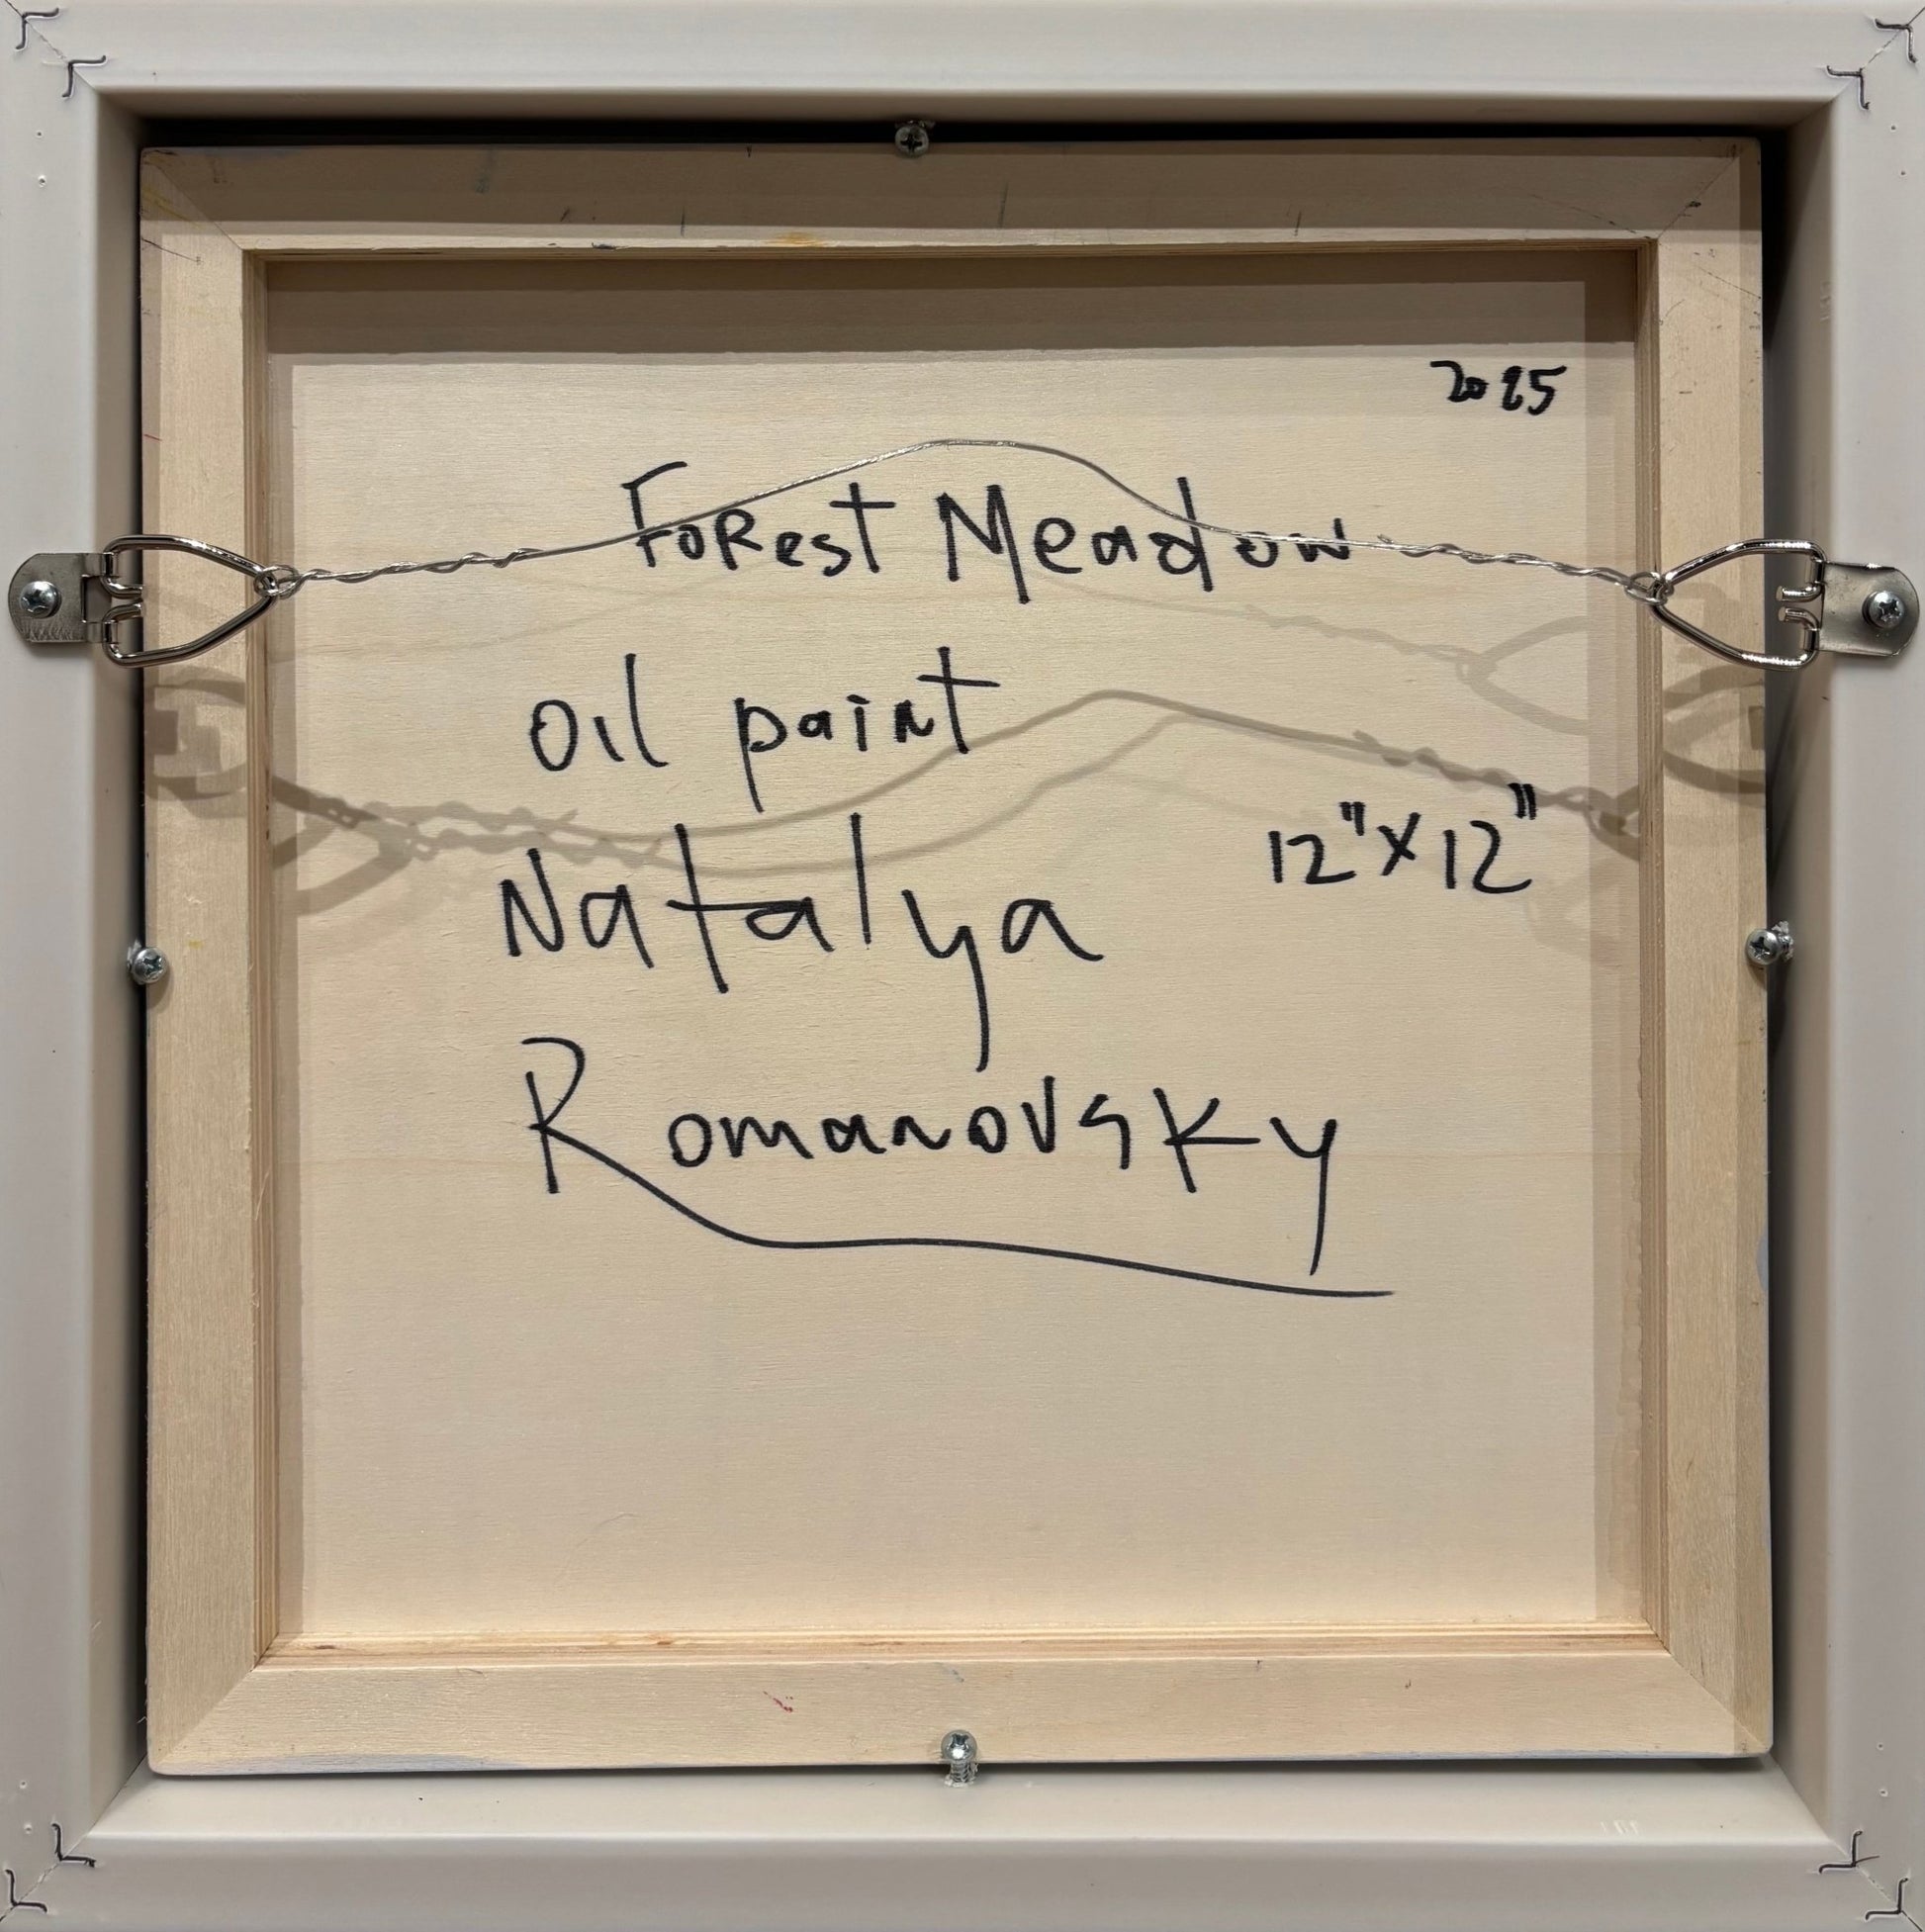 2025
Forest Meadow
Oil paint
12"x12"
Natalya
Romanovsky